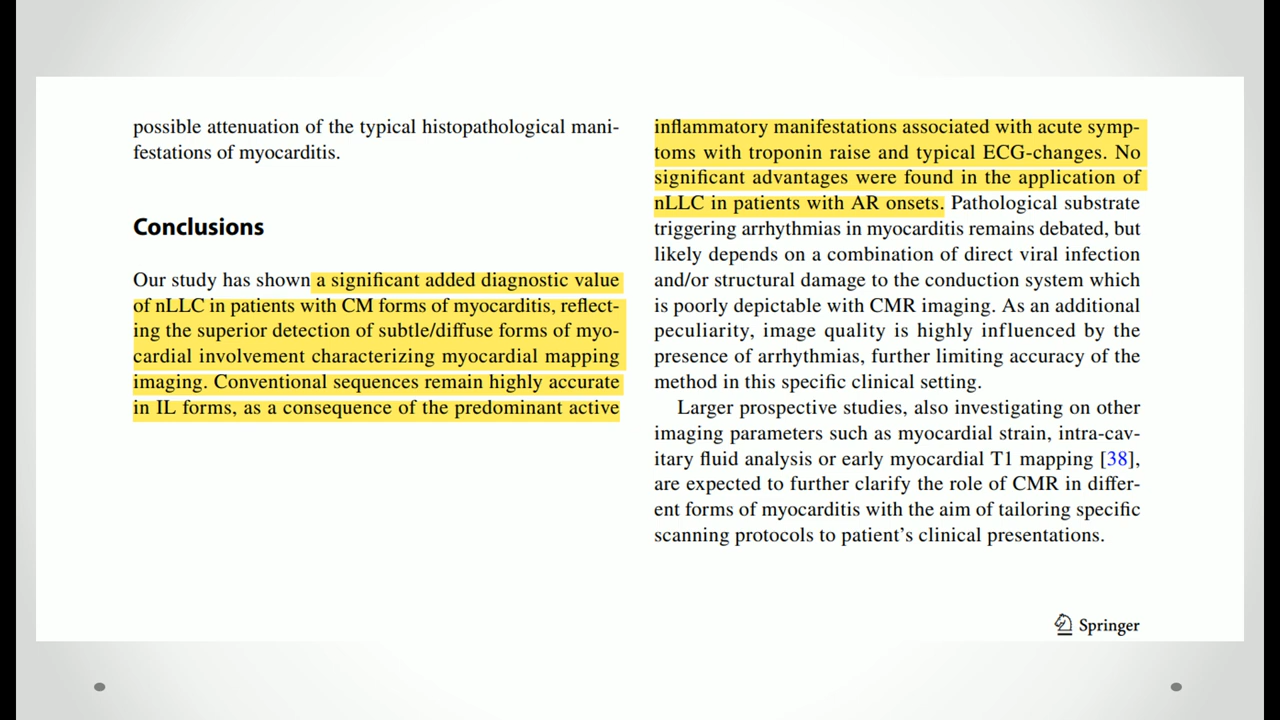 possible attenuation of the typical histopathological mani-
festations of myocarditis.
Conclusions
Our study has shown a significant added diagnostic value
of nLLC in patients with CM forms of myocarditis, reflect-
ing the superior detection of subtle/diffuse forms of myo-
cardial involvement characterizing myocardial mapping
imaging. Conventional sequences remain highly accurate
in IL forms, as a consequence of the predominant active
inflammatory manifestations associated with acute symp-
toms with troponin raise and typical ECG-changes. No
significant advantages were found in the application of
nLLC in patients with AR onsets. Pathological substrate
triggering arrhythmias in myocarditis remains debated, but
likely depends on a combination of direct viral infection
and/or structural damage to the conduction system which
is poorly depictable with CMR imaging. As an additional
peculiarity, image quality is highly influenced by the
presence of arrhythmias, further limiting accuracy of the
method in this specific clinical setting.
Larger prospective studies, also investigating on other
imaging parameters such as myocardial strain, intra-cav-
itary fluid analysis or early myocardial T1 mapping [38],
are expected to further clarify the role of CMR in differ-
ent forms of myocarditis with the aim of tailoring specific
scanning protocols to patient's clinical presentations.
Springer